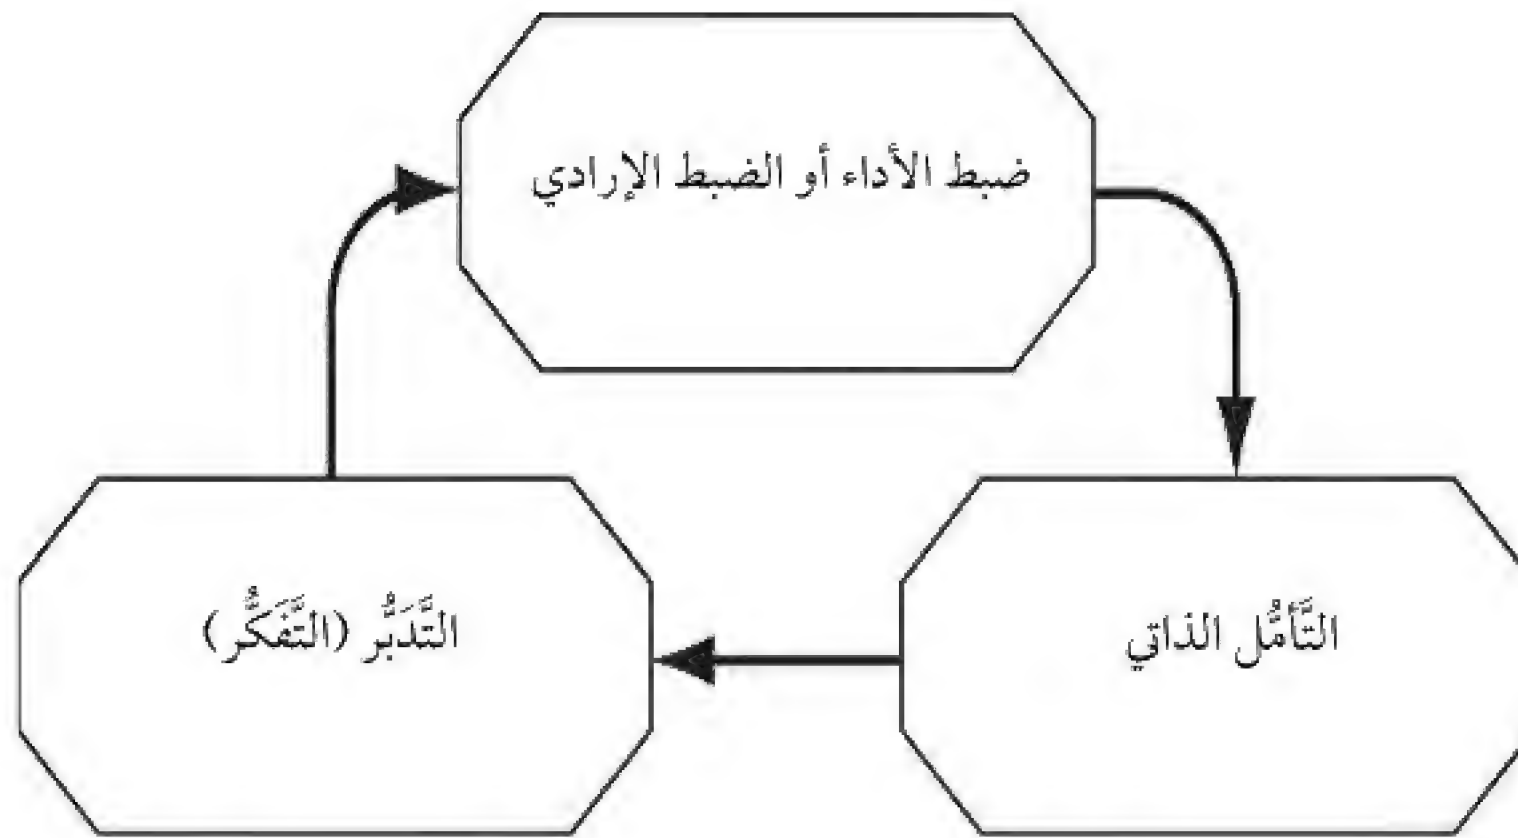 ضبط الأداء أو الضبط الإرادي
التَّأَمُّل الذاتي
التَّدَبُّر (التَّفَكُّر)